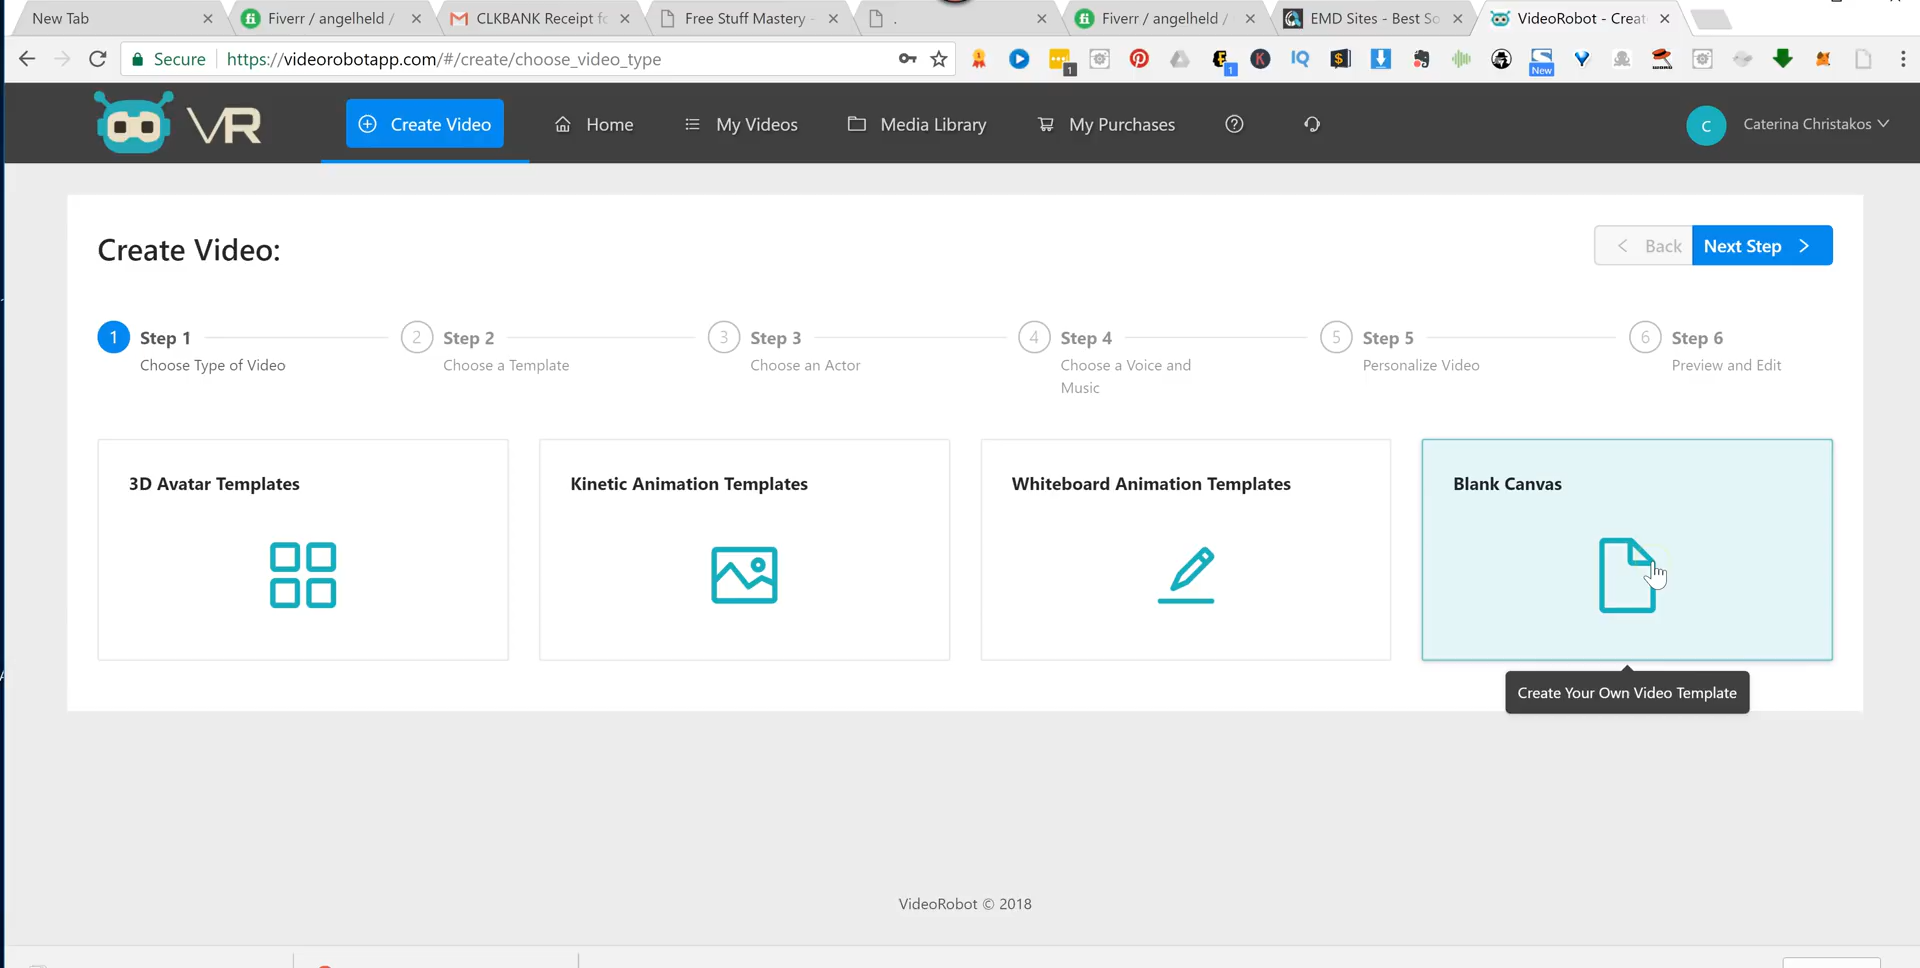 New Tab
Fiverr / angelheld /
CLKBANK Receipt fo
Free Stuff Mastery -
.
Fiverr / angelheld /
EMD Sites - Best So
VideoRobot - Creat
Secure
https://videorobotapp.com/#/create/choose_video_type
1
1
K
IQ
$
New
VR
Create Video
Home
My Videos
Media Library
My Purchases
C
Caterina Christakos
Create Video:
Back
Next Step
1
Step 1
Choose Type of Video
2
Step 2
Choose a Template
3
Step 3
Choose an Actor
4
Step 4
Choose a Voice and
Music
5
Step 5
Personalize Video
6
Step 6
Preview and Edit
3D Avatar Templates
Kinetic Animation Templates
Whiteboard Animation Templates
Blank Canvas
Create Your Own Video Template
VideoRobot © 2018